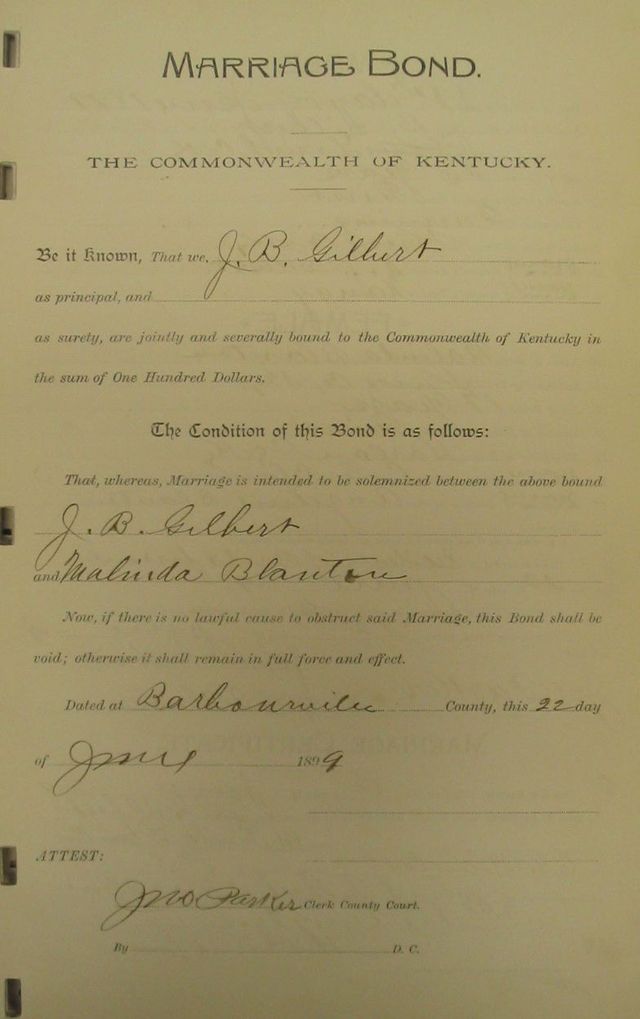 MARRIAGE BOND.
THE COMMONWEALTH OF KENTUCKY.
Be it Known, That we, J. B. Gilbert
as principal, and
as surety, are jointly and severally bound to the Commonwealth of Kentucky in
the sum of One Hundred Dollars.
The Condition of this Bond is as follows:
That, whereas, Marriage is intended to be solemnized between the above bound
J. B. Gilbert
and Malinda Blanton
Now, if there is no lawful cause to obstruct said Marriage, this Bond shall be
void; otherwise it shall remain in full force and effect.
Dated at Barbourville County, this 22 day
of June 1899
ATTEST:
Jno Parker Clerk County Court.
By D. C.